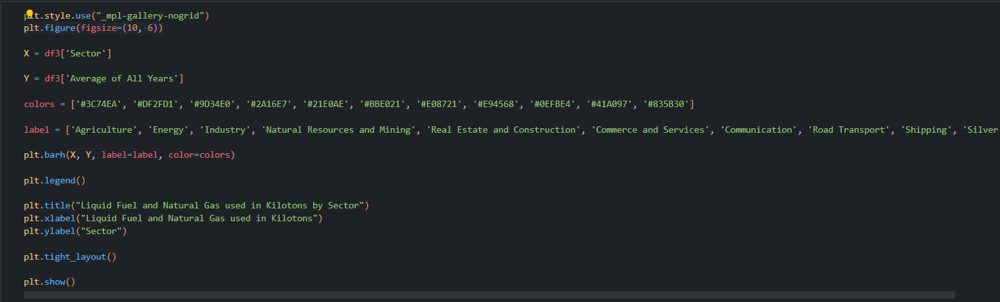 plt.style.use("_mpl-gallery-nogrid")
plt.figure(figsize=(10, 6))
X = df3['Sector']
Y = df3['Average of All Years']
colors = ['#3C74EA', '#DF2FD1', '#9D34E0', '#2A16E7', '#21E0AE', '#BBE021', '#E08721', '#E94568', '#0EFBE4', '#41A097', '#835B30']
label = ['Agriculture', 'Energy', 'Industry', 'Natural Resources and Mining', 'Real Estate and Construction', 'Commerce and Services', 'Communication', 'Road Transport', 'Shipping', 'Silver
plt.barh(X, Y, label=label, color=colors)
plt.legend()
plt.title("Liquid Fuel and Natural Gas used in Kilotons by Sector")
plt.xlabel("Liquid Fuel and Natural Gas used in Kilotons")
plt.ylabel("Sector")
plt.tight_layout()
plt.show()